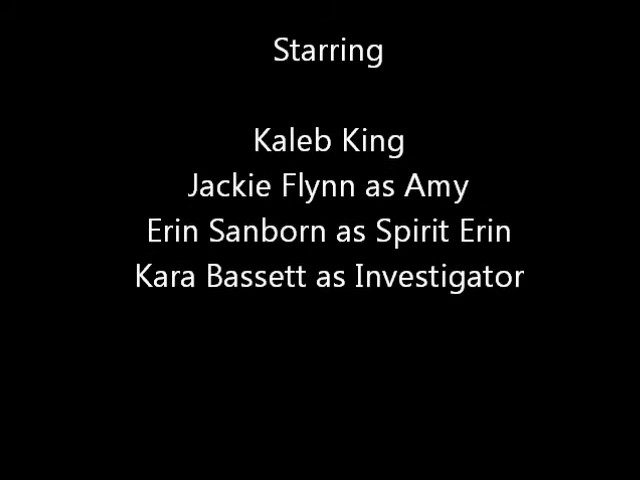 Starring
Kaleb King
Jackie Flynn as Amy
Erin Sanborn as Spirit Erin
Kara Bassett as Investigator